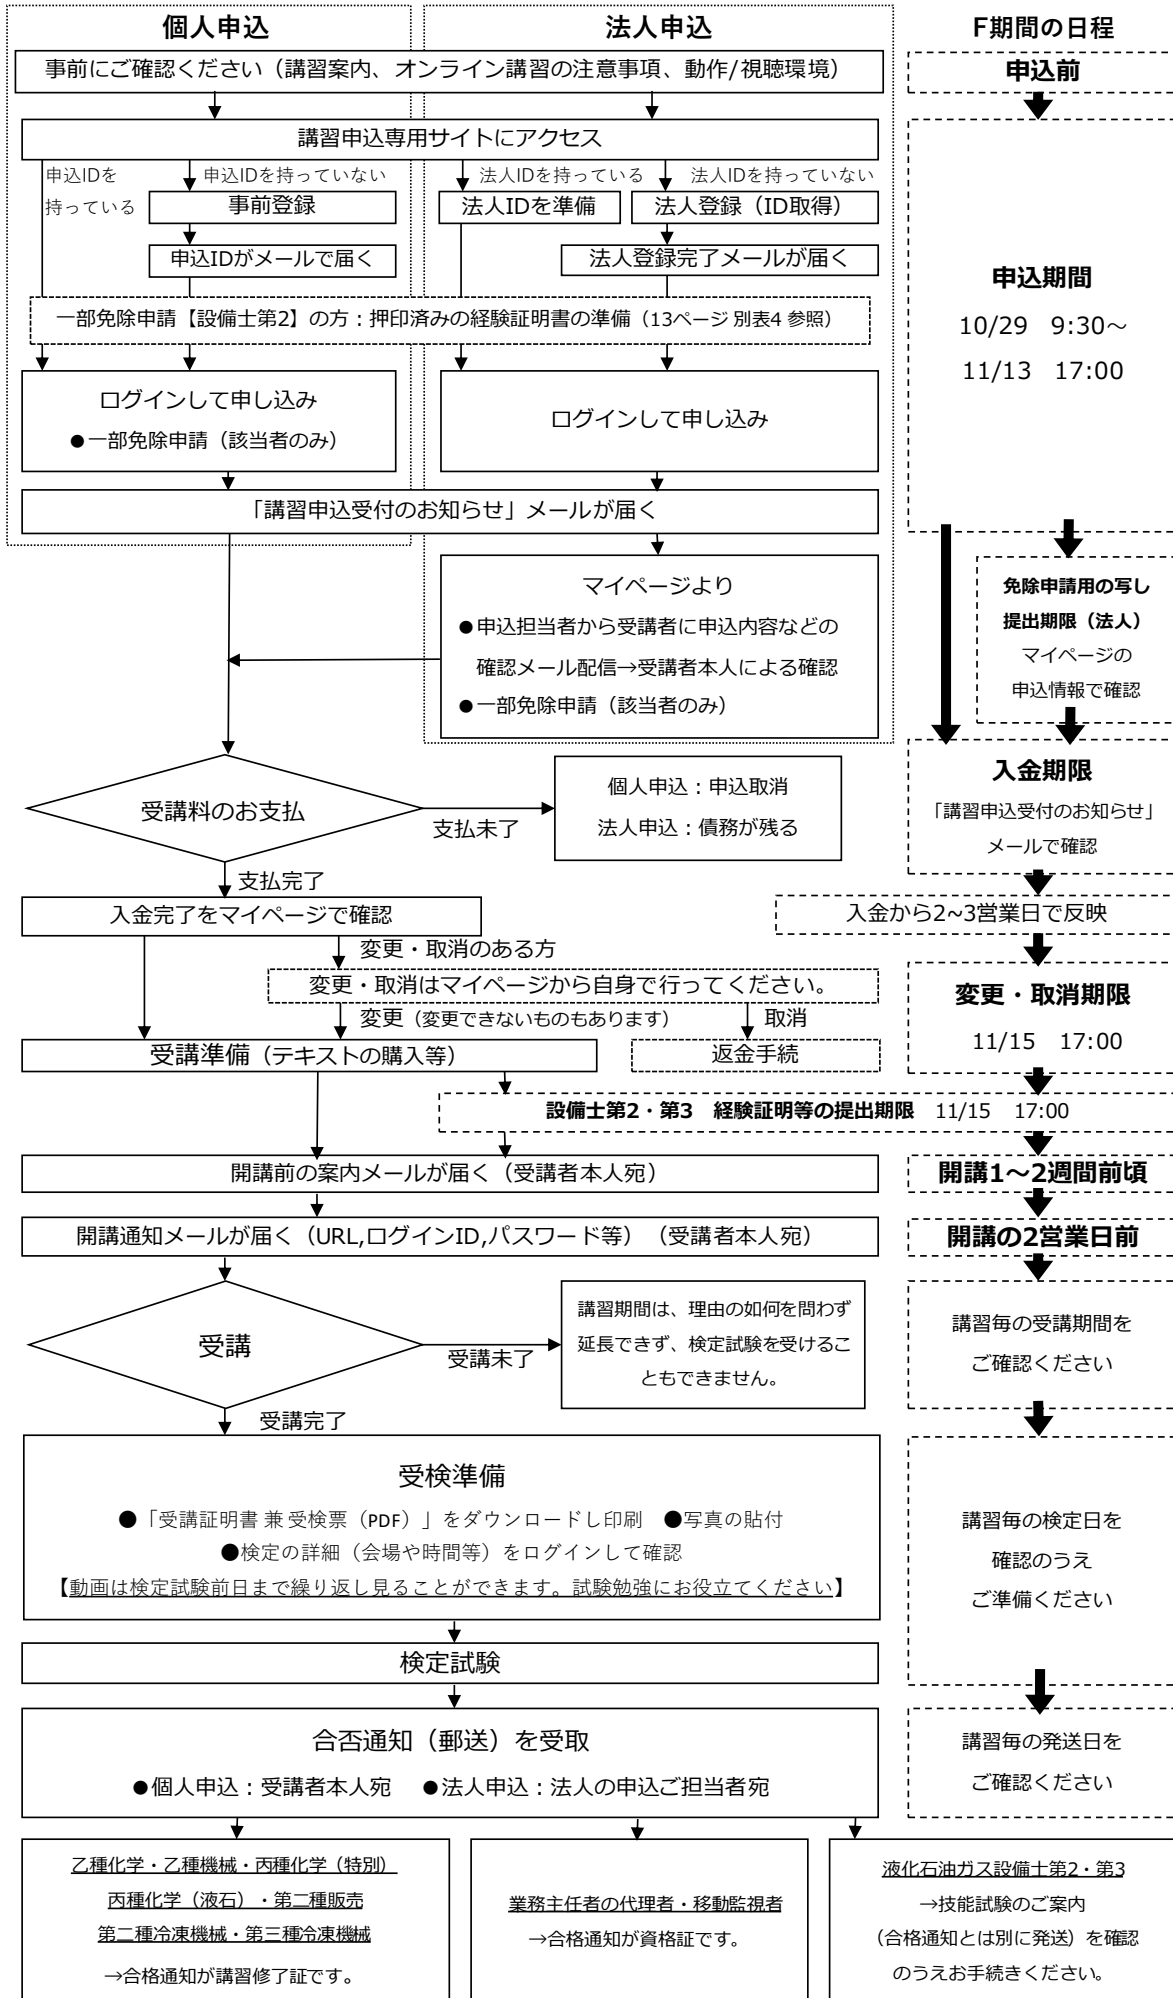 個人申込
法人申込
F期間の日程
事前にご確認ください（講習案内、オンライン講習の注意事項、動作/視聴環境）
申込前
講習申込専用サイトにアクセス
申込IDを
持っている
申込IDを持っていない
法人IDを持っている
法人IDを持っていない
事前登録
法人IDを準備
法人登録（ID取得）
申込IDがメールで届く
法人登録完了メールが届く
申込期間
10/29 9:30～
11/13 17:00
一部免除申請【設備士第2】の方：押印済みの経験証明書の準備（13ページ 別表4 参照）
ログインして申し込み
●一部免除申請（該当者のみ）
ログインして申し込み
「講習申込受付のお知らせ」メールが届く
マイページより
●申込担当者から受講者に申込内容などの
確認メール配信→受講者本人による確認
●一部免除申請（該当者のみ）
免除申請用の写し
提出期限（法人）
マイページの
申込情報で確認
受講料のお支払
支払未了
個人申込：申込取消
法人申込：債務が残る
入金期限
「講習申込受付のお知らせ」
メールで確認
支払完了
入金完了をマイページで確認
入金から2~3営業日で反映
変更・取消のある方
変更・取消はマイページから自身で行ってください。
変更・取消期限
11/15 17:00
変更（変更できないものもあります）
取消
受講準備（テキストの購入等）
返金手続
設備士第2・第3 経験証明等の提出期限 11/15 17:00
開講前の案内メールが届く（受講者本人宛）
開講1～2週間前頃
開講通知メールが届く（URL,ログインID,パスワード等）（受講者本人宛）
開講の2営業日前
受講
受講未了
講習期間は、理由の如何を問わず
延長できず、検定試験を受けるこ
ともできません。
講習毎の受講期間を
ご確認ください
受講完了
受検準備
●「受講証明書 兼 受検票（PDF）」をダウンロードし印刷 ●写真の貼付
●検定の詳細（会場や時間等）をログインして確認
【動画は検定試験前日まで繰り返し見ることができます。試験勉強にお役立てください】
講習毎の検定日を
確認のうえ
ご準備ください
検定試験
合否通知（郵送）を受取
●個人申込：受講者本人宛 ●法人申込：法人の申込ご担当者宛
講習毎の発送日を
ご確認ください
乙種化学・乙種機械・丙種化学（特別）
丙種化学（液石）・第二種販売
第二種冷凍機械・第三種冷凍機械
→合格通知が講習修了証です。
業務主任者の代理者・移動監視者
→合格通知が資格証です。
液化石油ガス設備士第2・第3
→技能試験のご案内
（合格通知とは別に発送）を確認
のうえお手続きください。